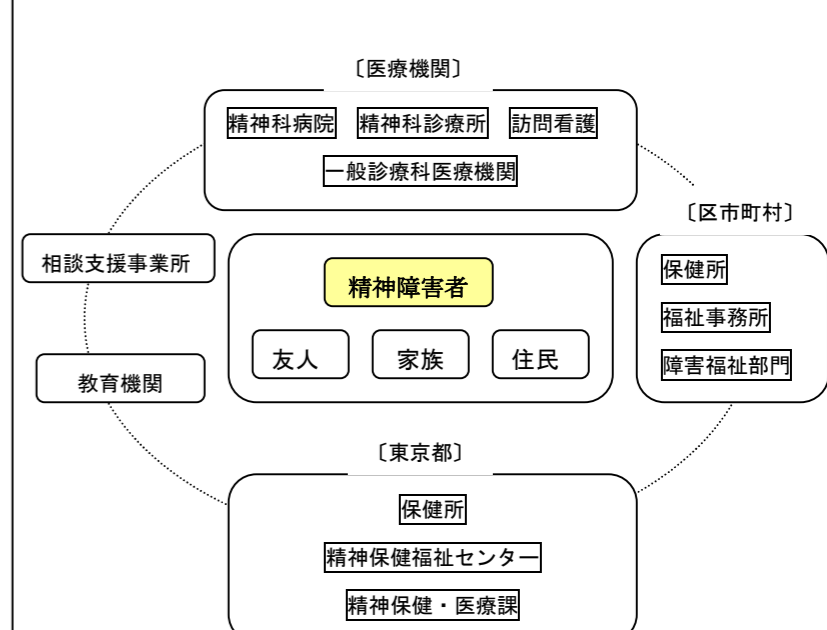 〔医療機関〕
精神科病院 精神科診療所 訪問看護
一般診療科医療機関
〔区市町村〕
保健所
福祉事務所
障害福祉部門
相談支援事業所
教育機関
精神障害者
友人 家族 住民
〔東京都〕
保健所
精神保健福祉センター
精神保健・医療課